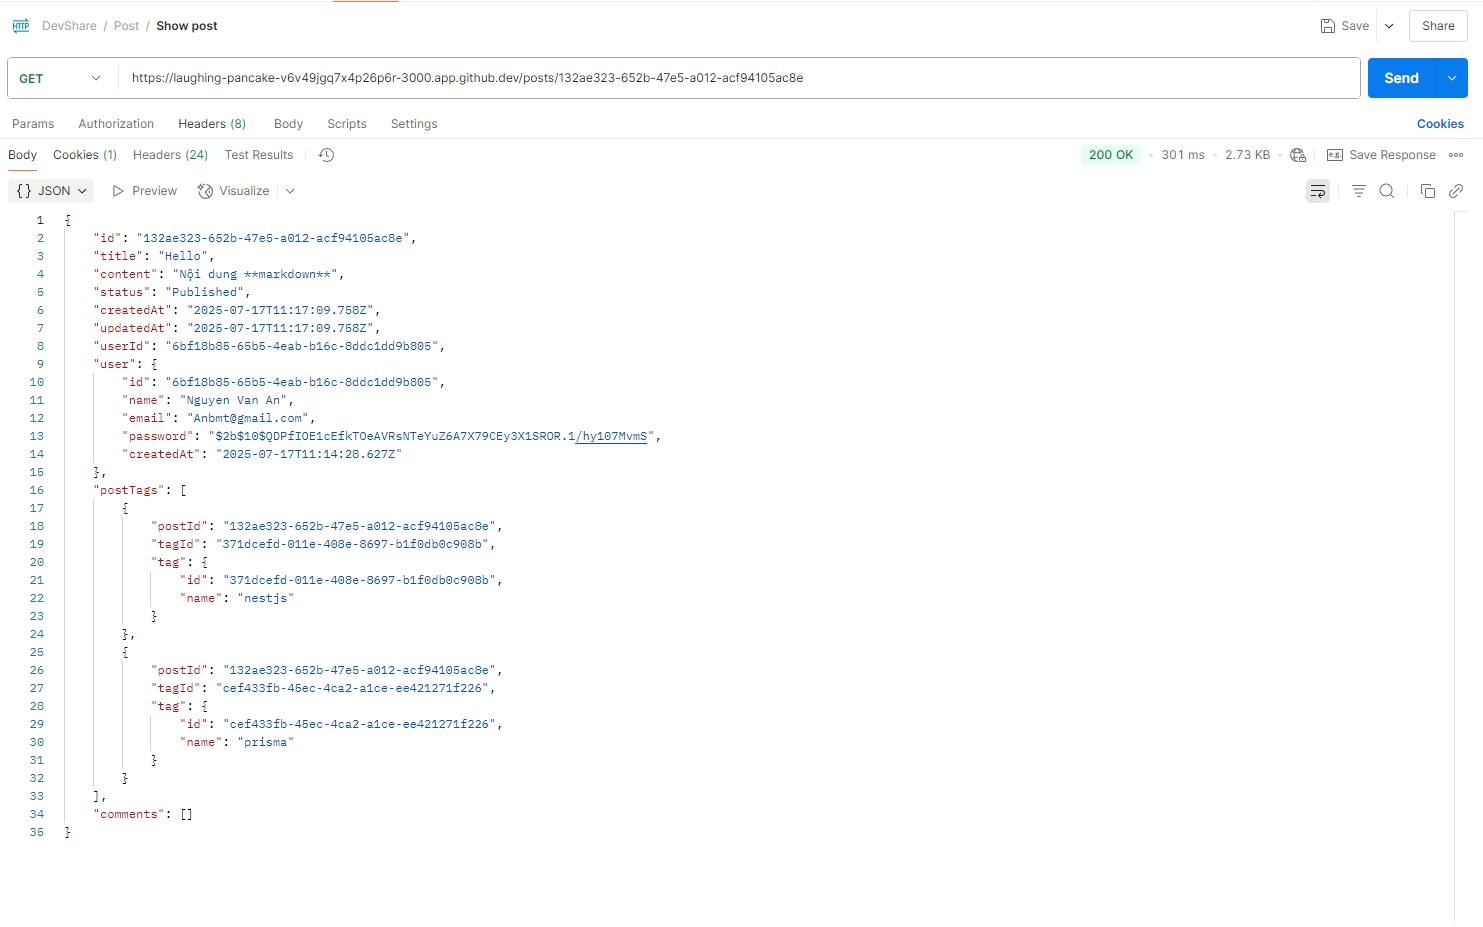 HTTP DevShare / Post / Show post Save Share
GET https://laughing-pancake-v6v49jgq7x4p26p6r-3000.app.github.dev/posts/132ae323-652b-47e5-a012-acf94105ac8e Send
Params Authorization Headers (8) Body Scripts Settings Cookies
Body Cookies (1) Headers (24) Test Results 200 OK • 301 ms • 2.73 KB e.g. Save Response
{} JSON Preview Visualize
1 {
2 "id": "132ae323-652b-47e5-a012-acf94105ac8e",
3 "title": "Hello",
4 "content": "Nội dung **markdown**",
5 "status": "Published",
6 "createdAt": "2025-07-17T11:17:09.758Z",
7 "updatedAt": "2025-07-17T11:17:09.758Z",
8 "userId": "6bf18b85-65b5-4eab-b16c-8ddc1dd9b805",
9 "user": {
10 "id": "6bf18b85-65b5-4eab-b16c-8ddc1dd9b805",
11 "name": "Nguyen Van An",
12 "email": "Anbmt@gmail.com",
13 "password": "$2b$10$QDPfIOE1cEfkTOeAVRsNTeYuZ6A7X79CEy3X1SROR.1/hy107MvmS",
14 "createdAt": "2025-07-17T11:14:28.627Z"
15 },
16 "postTags": [
17 {
18 "postId": "132ae323-652b-47e5-a012-acf94105ac8e",
19 "tagId": "371dcefd-011e-408e-8697-b1f0db0c908b",
20 "tag": {
21 "id": "371dcefd-011e-408e-8697-b1f0db0c908b",
22 "name": "nestjs"
23 }
24 },
25 {
26 "postId": "132ae323-652b-47e5-a012-acf94105ac8e",
27 "tagId": "cef433fb-45ec-4ca2-a1ce-ee421271f226",
28 "tag": {
29 "id": "cef433fb-45ec-4ca2-a1ce-ee421271f226",
30 "name": "prisma"
31 }
32 }
33 ],
34 "comments": []
35 }